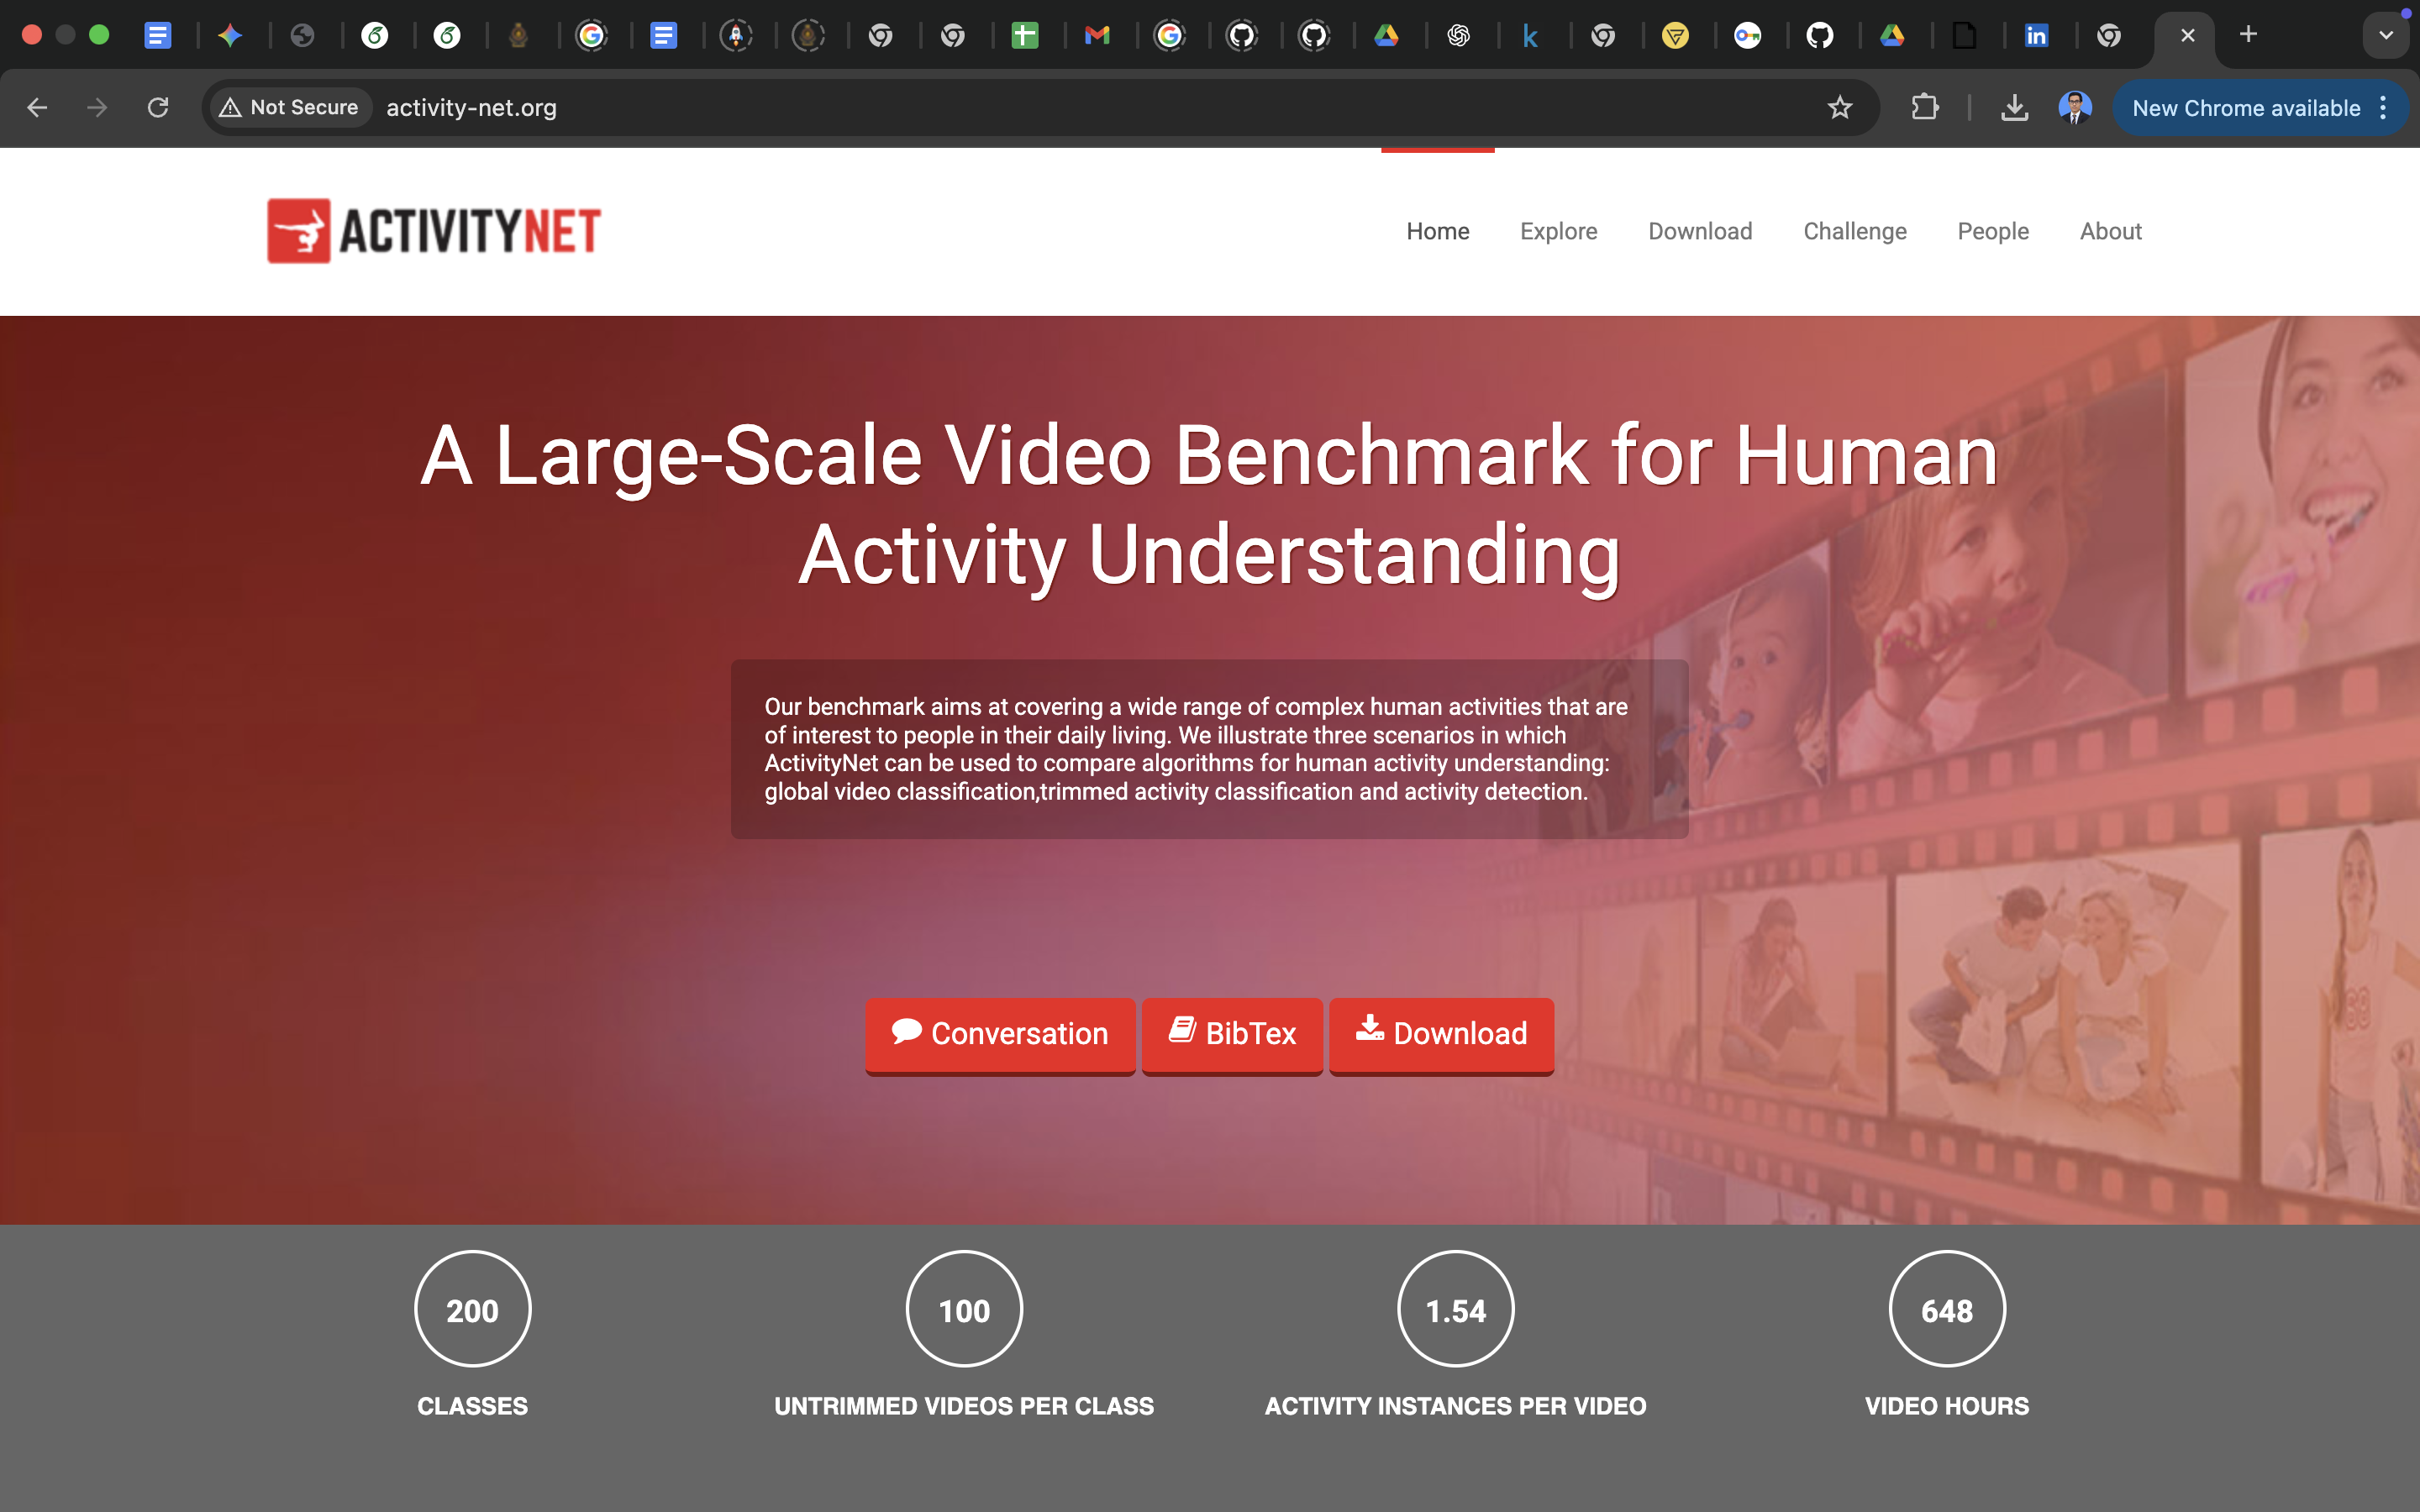 Not Secure
activity-net.org
New Chrome available
ACTIVITYNET
Home
Explore
Download
Challenge
People
About
A Large-Scale Video Benchmark for Human
Activity Understanding
Our benchmark aims at covering a wide range of complex human activities that are
of interest to people in their daily living. We illustrate three scenarios in which
ActivityNet can be used to compare algorithms for human activity understanding:
global video classification,trimmed activity classification and activity detection.
Conversation
BibTex
Download
200
CLASSES
100
UNTRIMMED VIDEOS PER CLASS
1.54
ACTIVITY INSTANCES PER VIDEO
648
VIDEO HOURS